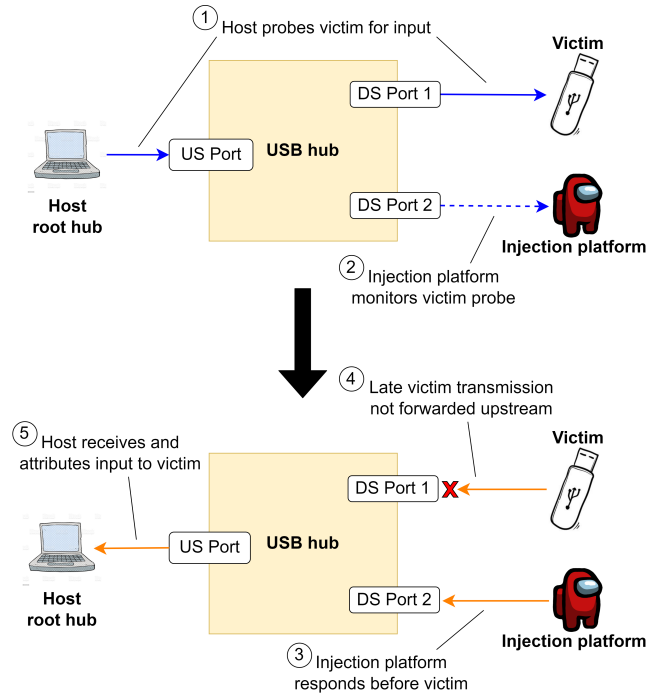 1 Host probes victim for input
Victim
DS Port 1
US Port
USB hub
Host
root hub
DS Port 2
Injection platform
2 Injection platform
monitors victim probe
4 Late victim transmission
not forwarded upstream
5 Host receives and
attributes input to victim
Victim
DS Port 1
X
US Port
USB hub
Host
root hub
DS Port 2
Injection platform
3 Injection platform
responds before victim